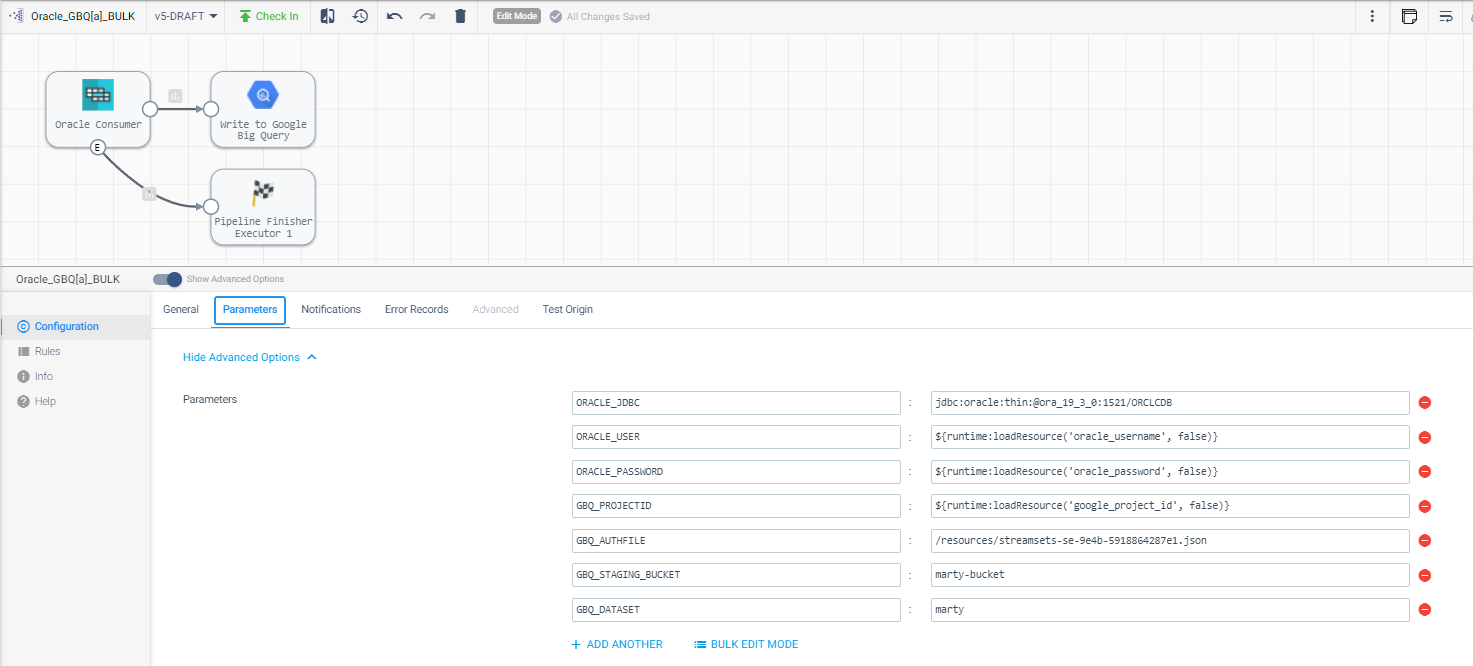 Oracle_GBQ[a]_BULK
v5-DRAFT
Check In
Edit Mode
All Changes Saved
Oracle Consumer
E
Write to Google
Big Query
Pipeline Finisher
Executor 1
Oracle_GBQ[a]_BULK
Show Advanced Options
Configuration
Rules
Info
Help
General
Parameters
Notifications
Error Records
Advanced
Test Origin
Hide Advanced Options
Parameters
ORACLE_JDBC : jdbc:oracle:thin:@ora_19_3_0:1521/ORCLCDB
ORACLE_USER : ${runtime:loadResource('oracle_username', false)}
ORACLE_PASSWORD : ${runtime:loadResource('oracle_password', false)}
GBQ_PROJECTID : ${runtime:loadResource('google_project_id', false)}
GBQ_AUTHFILE : /resources/streamsets-se-9e4b-5918864287e1.json
GBQ_STAGING_BUCKET : marty-bucket
GBQ_DATASET : marty
ADD ANOTHER
BULK EDIT MODE